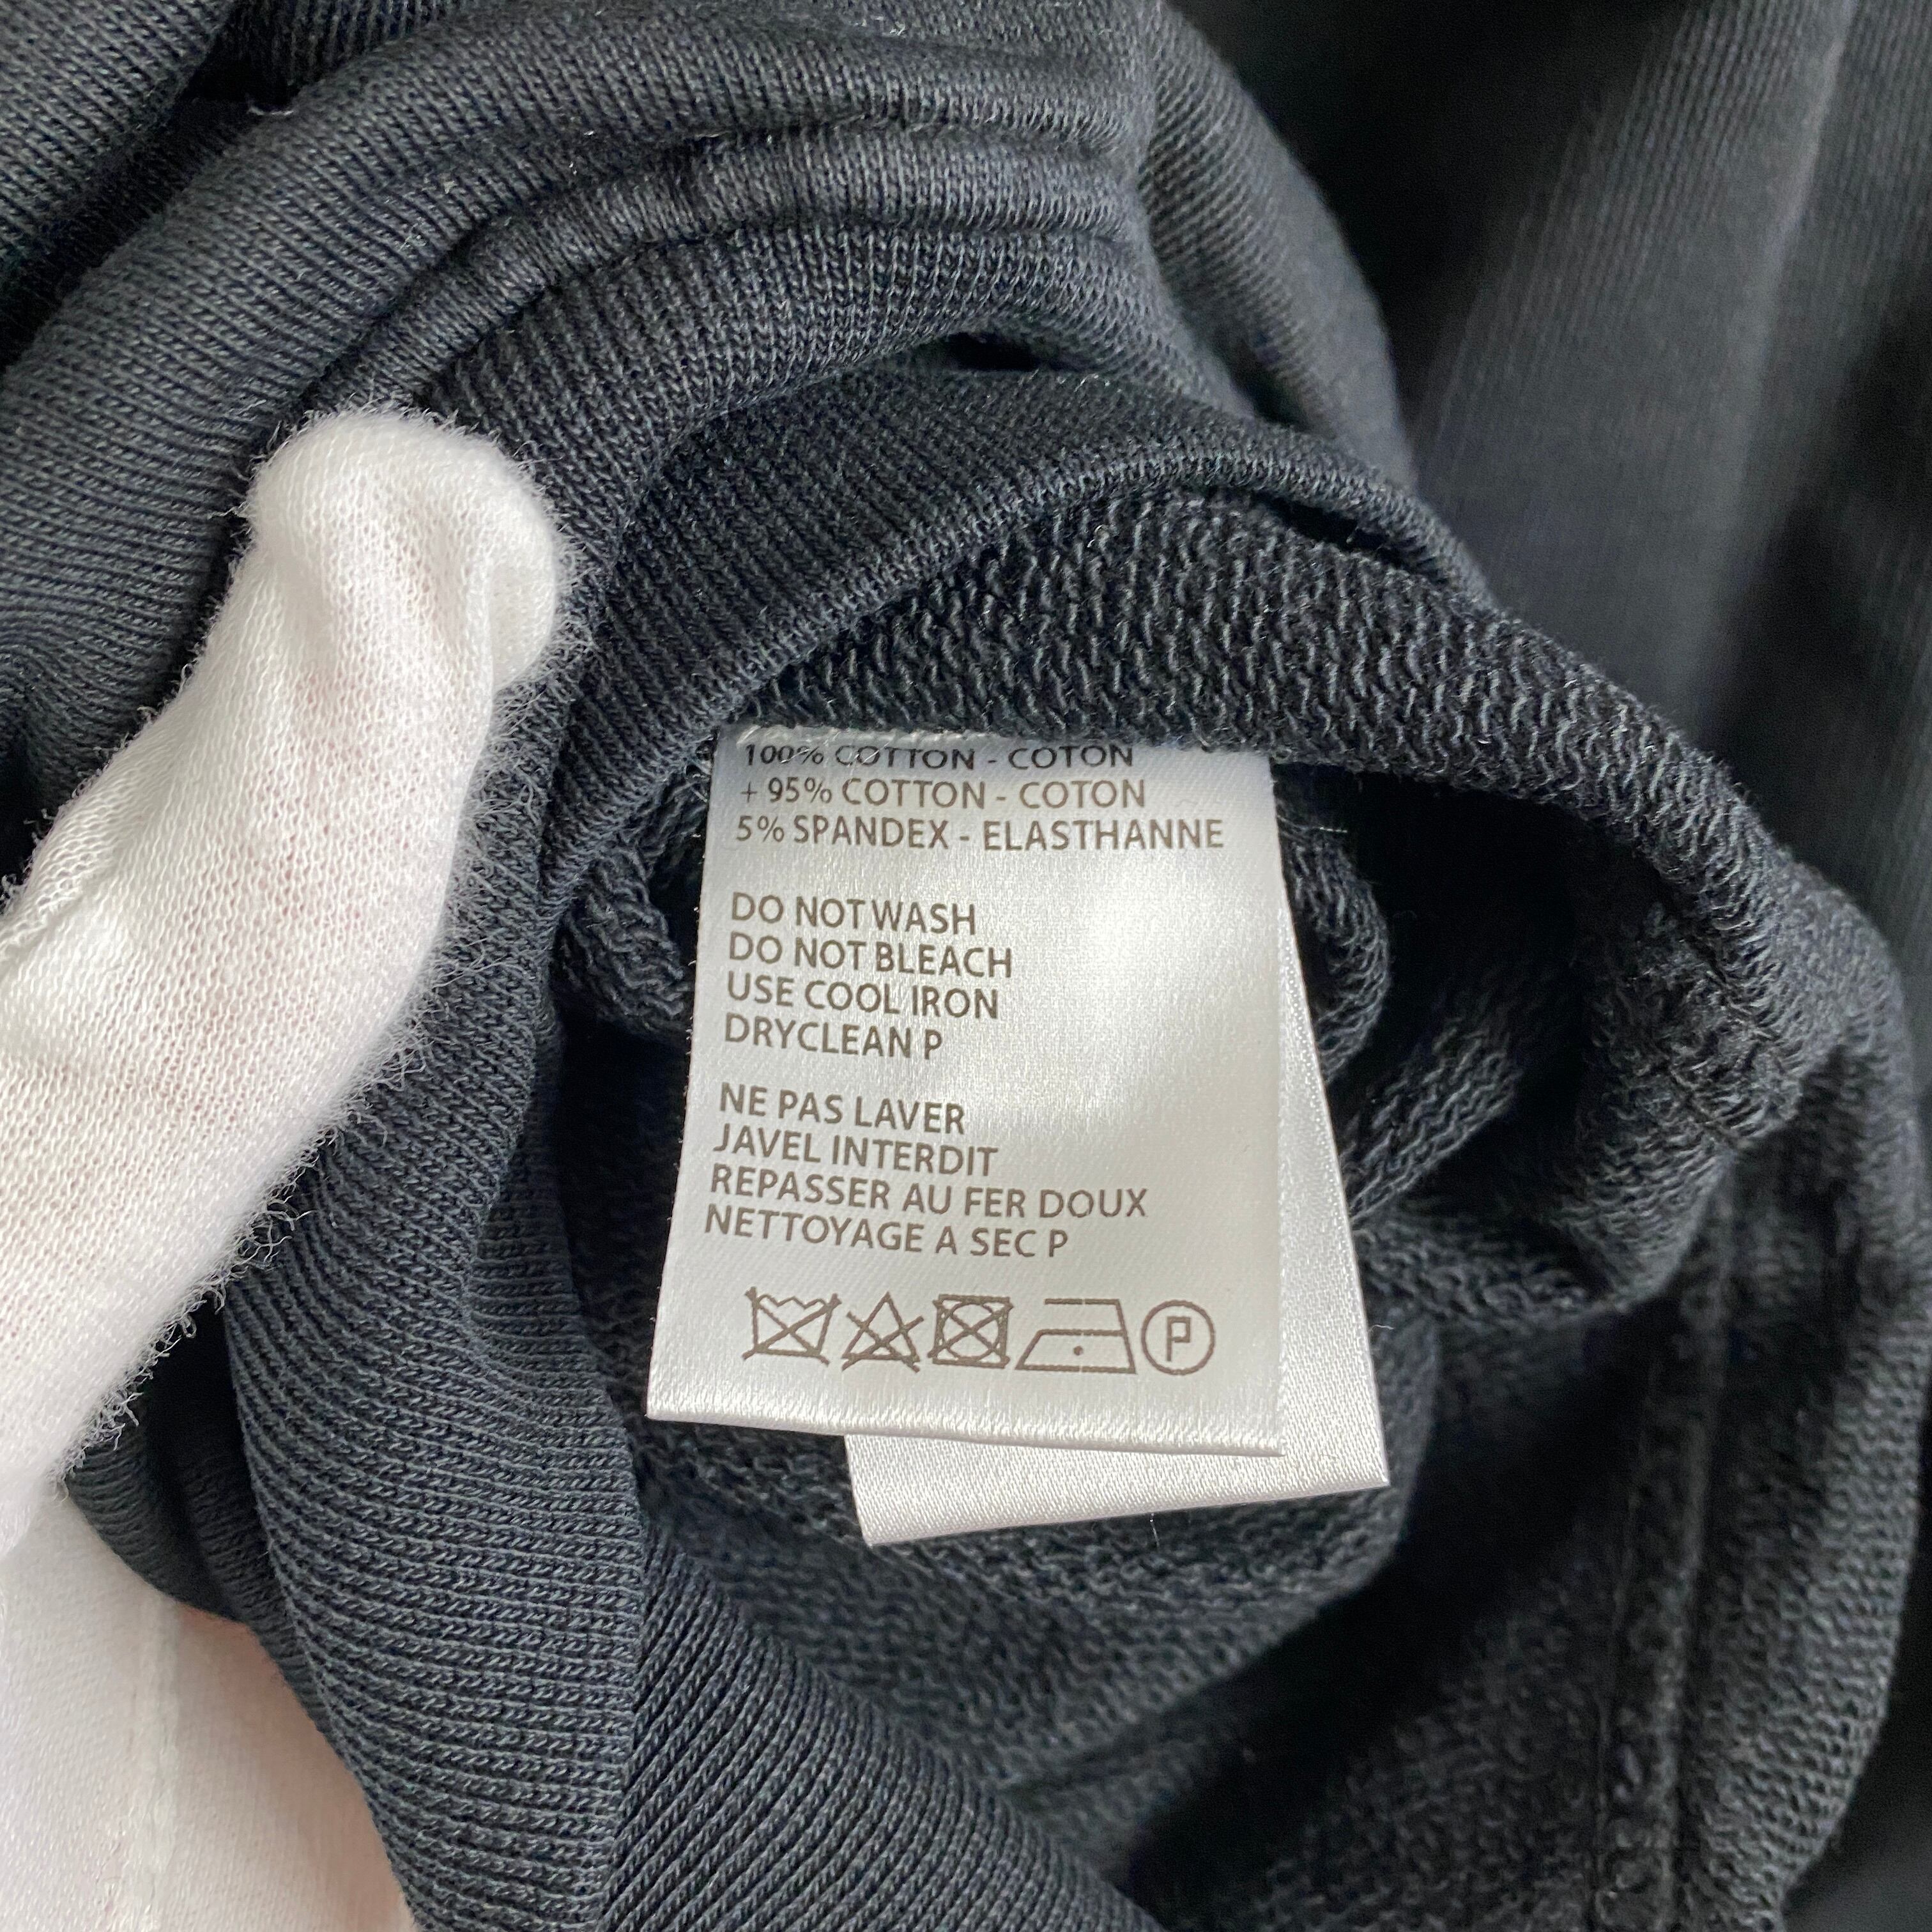 100% COTTON - COTON
+ 95% COTTON - COTON
5% SPANDEX - ELASTHANNE
DO NOT WASH
DO NOT BLEACH
USE COOL IRON
DRYCLEAN P
NE PAS LAVER
JAVEL INTERDIT
REPASSER AU FER DOUX
NETTOYAGE A SEC P
P